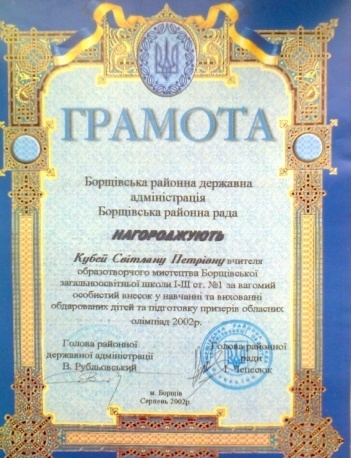 ГРАМОТА
Борщівська районна державна
адміністрація
Борщівська районна рада
НАГОРОДЖУЮТЬ
Кубей Світлану Петрівну вчителя
образотворчого мистецтва Борщівської
загальноосвітньої школи І-ІІІ ст. №1 за вагомий
особистий внесок у навчанні та вихованні
обдарованих дітей та підготовку призерів обласних
олімпіад 2002р.
Голова районної
державної адміністрації
В. Рубльовський
Голова районної
ради
І. Чепесюк
м. Борщів
Серпень 2002р.